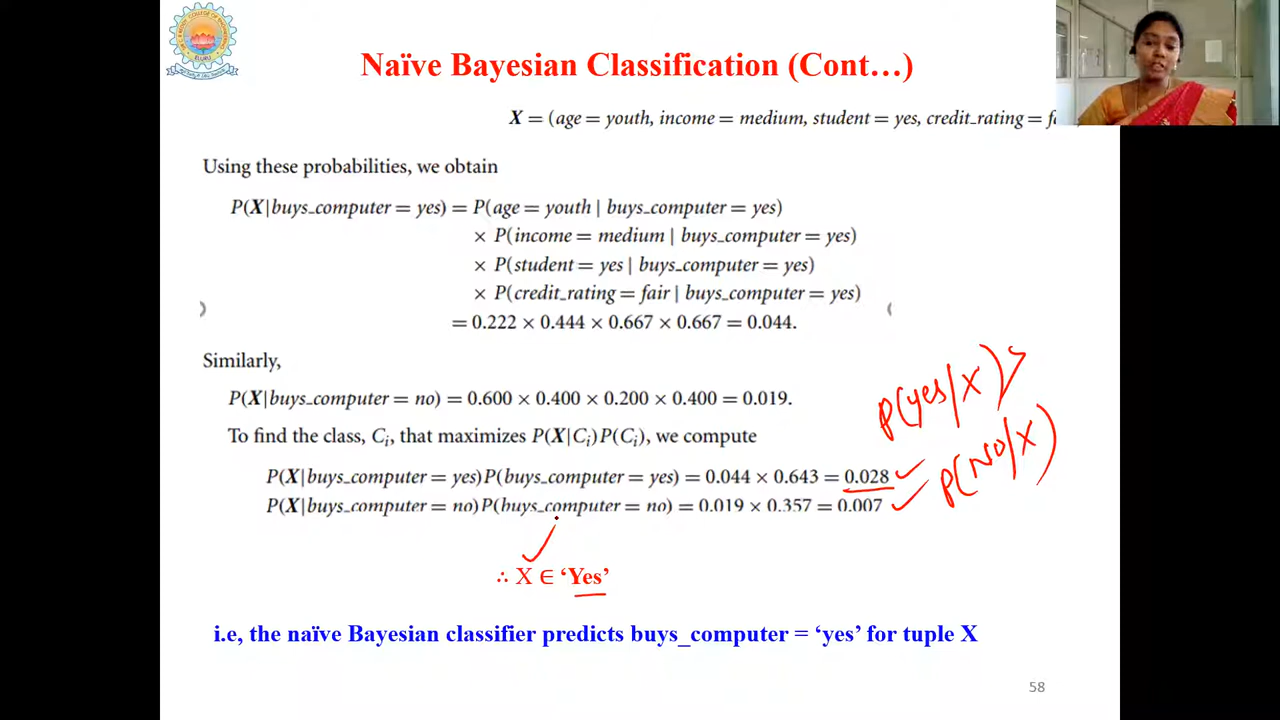 Naïve Bayesian Classification (Cont…)
X = (age = youth, income = medium, student = yes, credit_rating =
Using these probabilities, we obtain
P(X|buys_computer = yes) = P(age = youth | buys_computer = yes)
× P(income = medium | buys_computer = yes)
× P(student = yes | buys_computer = yes)
× P(credit_rating = fair | buys_computer = yes)
= 0.222 × 0.444 × 0.667 × 0.667 = 0.044.
Similarly,
P(X|buys_computer = no) = 0.600 × 0.400 × 0.200 × 0.400 = 0.019.
To find the class, Ci, that maximizes P(X|Ci)P(Ci), we compute
P(X|buys_computer = yes)P(buys_computer = yes) = 0.044 × 0.643 = 0.028
P(X|buys_computer = no)P(buys_computer = no) = 0.019 × 0.357 = 0.007
P(yes/X) >
P(No/X)
∴ X ∈ ‘Yes’
i.e, the naïve Bayesian classifier predicts buys_computer = ‘yes’ for tuple X
58
ELURU